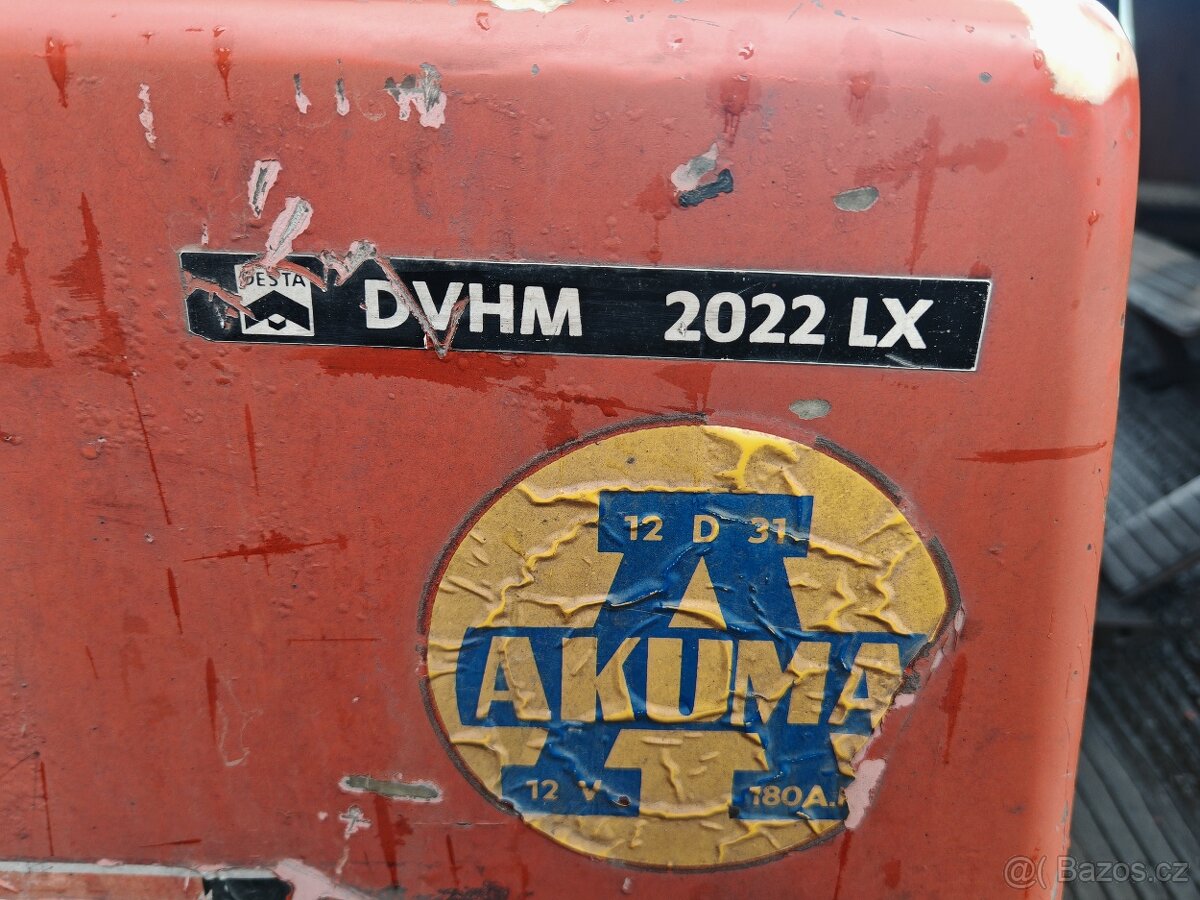 DESTA
DVHM 2022 LX
12 D 31
AKUMA
12 V 180A.
@( Bazos.cz